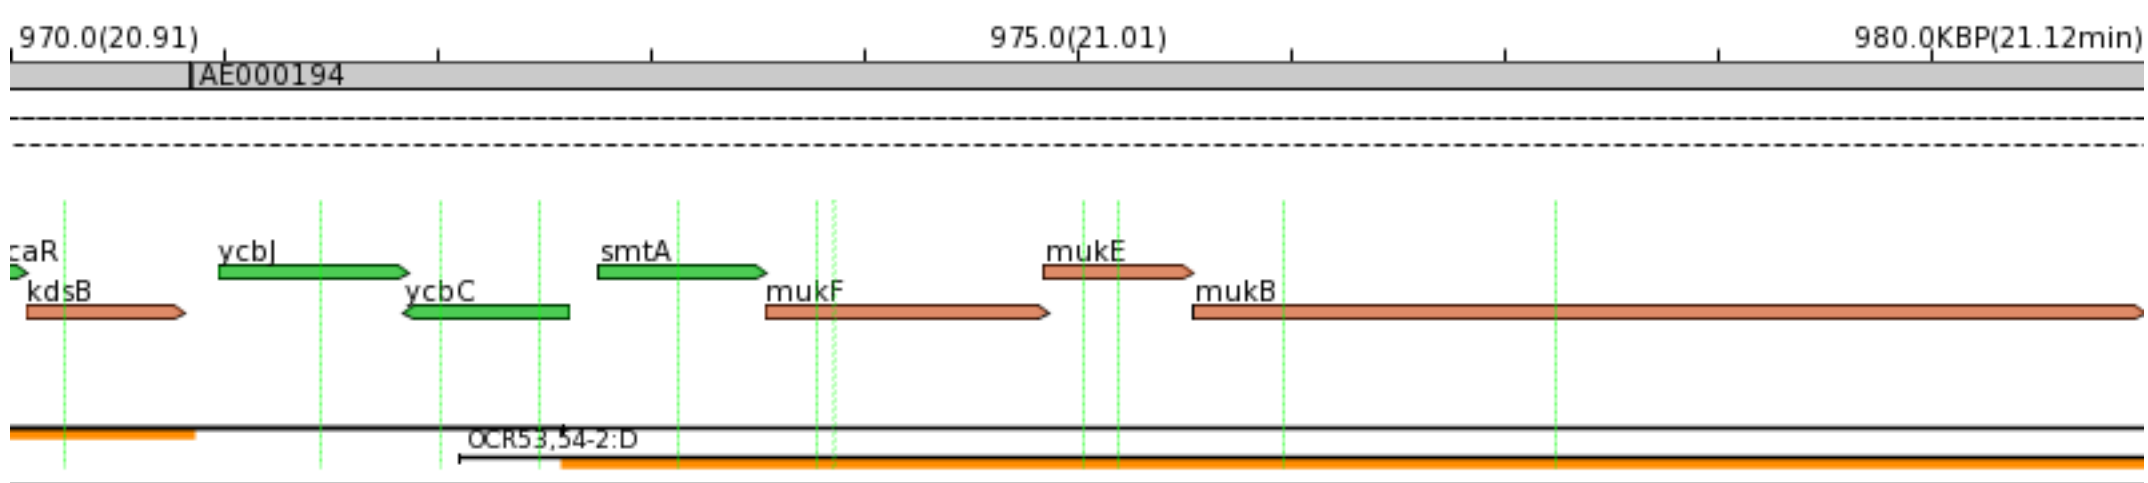 970.0(20.91) 975.0(21.01) 980.0KBP(21.12min)
AE000194
caR ycbJ smtA mukE
kdsB ycbC mukF mukB
OCR53,54-2:D